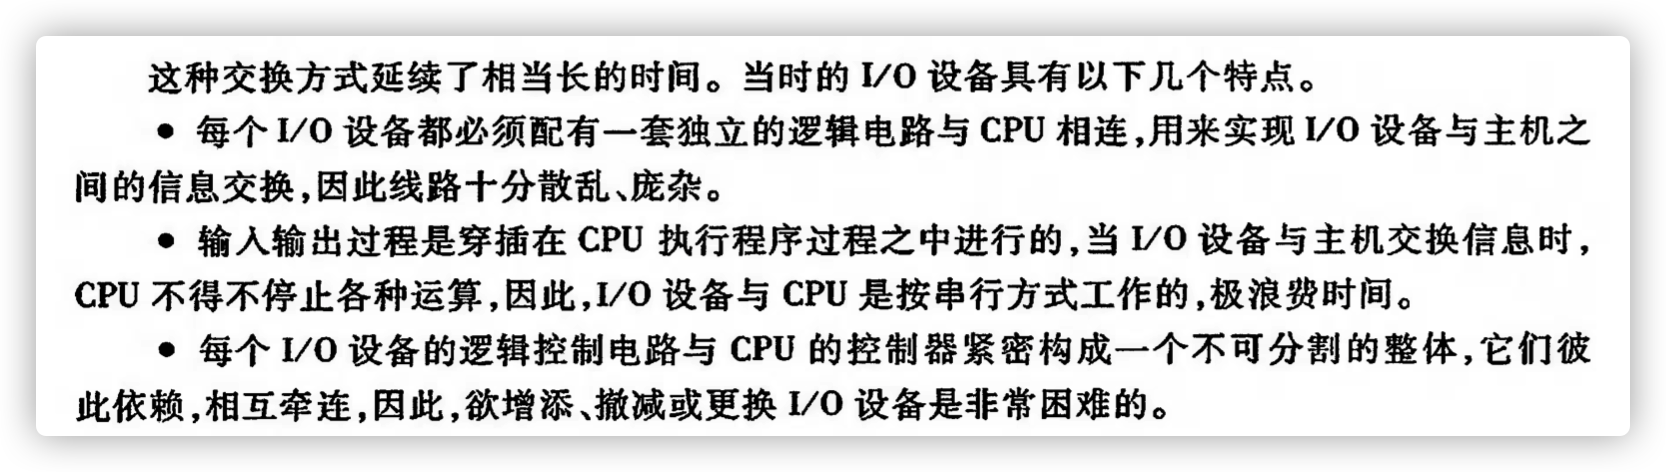 这种交换方式延续了相当长的时间。当时的 I/O 设备具有以下几个特点。
● 每个 I/O 设备都必须配有一套独立的逻辑电路与 CPU 相连,用来实现 I/O 设备与主机之
间的信息交换,因此线路十分散乱、庞杂。
● 输入输出过程是穿插在 CPU 执行程序过程之中进行的,当 I/O 设备与主机交换信息时,
CPU 不得不停止各种运算,因此,I/O 设备与 CPU 是按串行方式工作的,极浪费时间。
● 每个 I/O 设备的逻辑控制电路与 CPU 的控制器紧密构成一个不可分割的整体,它们彼
此依赖,相互牵连,因此,欲增添、撤减或更换 I/O 设备是非常困难的。